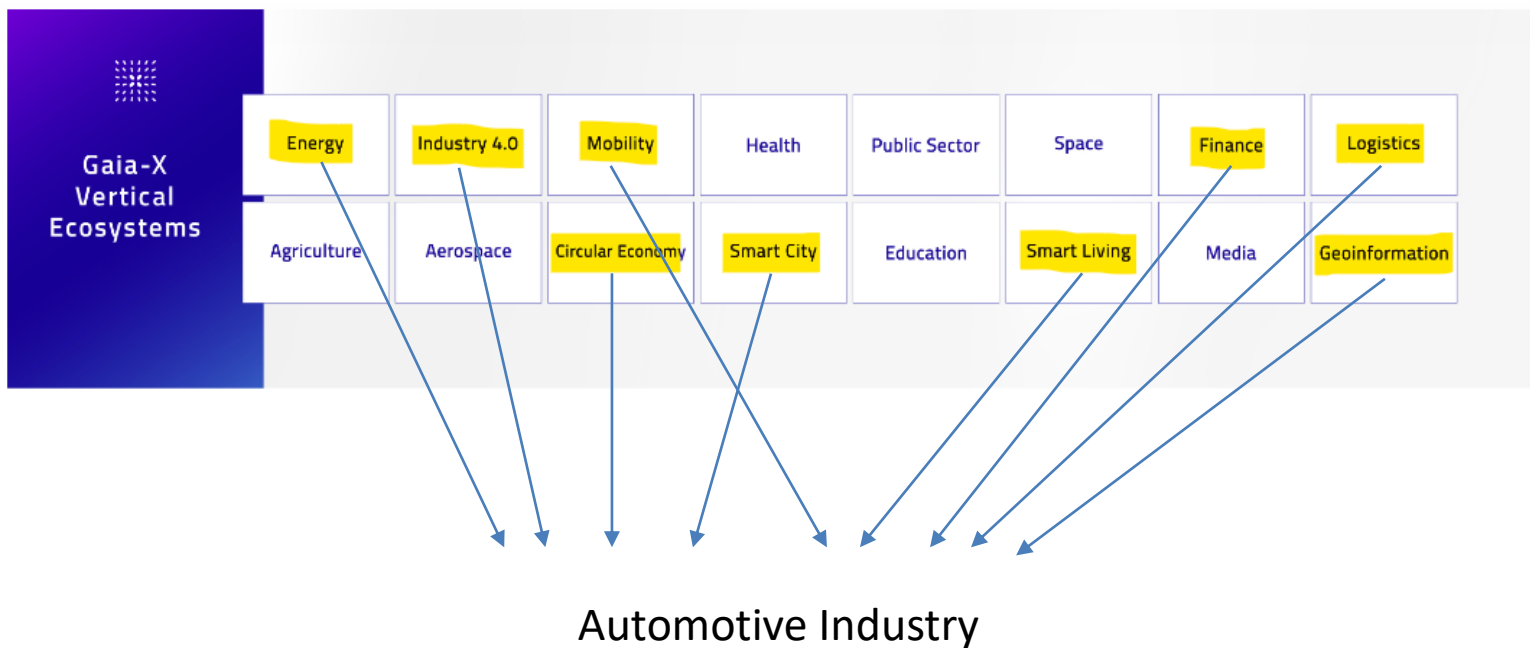 Gaia-X
Vertical
Ecosystems
Energy
Industry 4.0
Mobility
Health
Public Sector
Space
Finance
Logistics
Agriculture
Aerospace
Circular Economy
Smart City
Education
Smart Living
Media
Geoinformation
Automotive Industry